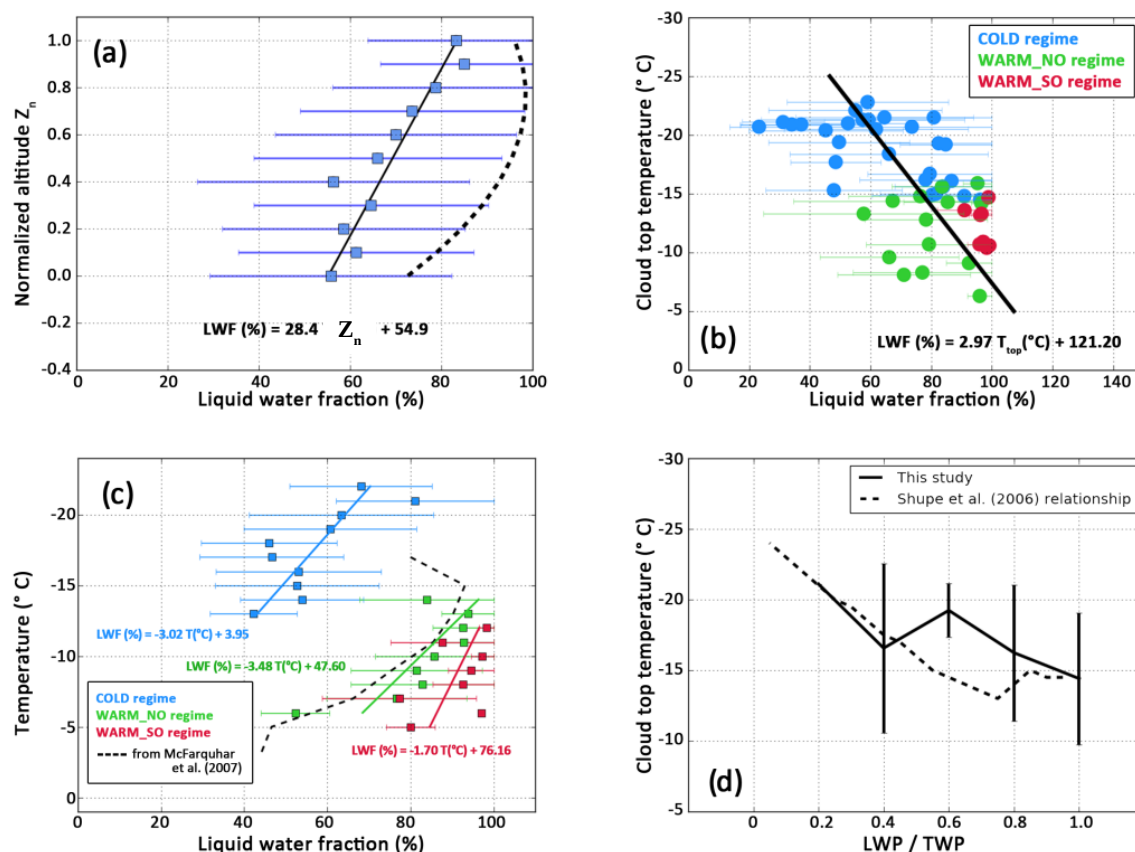 (a)
1.0
0.8
0.6
0.4
0.2
0.0
-0.2
-0.4
Normalized altitude Zn
LWF (%) = 28.4 Zn + 54.9
0 20 40 60 80 100
Liquid water fraction (%)
(b)
COLD regime
WARM_NO regime
WARM_SO regime
-30
-25
-20
-15
-10
-5
0
Cloud top temperature (° C)
LWF (%) = 2.97 Ttop(°C) + 121.20
0 20 40 60 80 100 120 140
Liquid water fraction (%)
(c)
-20
-15
-10
-5
0
Temperature (° C)
LWF (%) = -3.02 T(°C) + 3.95
LWF (%) = -3.48 T(°C) + 47.60
LWF (%) = -1.70 T(°C) + 76.16
COLD regime
WARM_NO regime
WARM_SO regime
from McFarquhar
et al. (2007)
0 20 40 60 80 100
Liquid water fraction (%)
(d)
This study
Shupe et al. (2006) relationship
-30
-25
-20
-15
-10
-5
Cloud top temperature (° C)
0 0.2 0.4 0.6 0.8 1.0
LWP / TWP